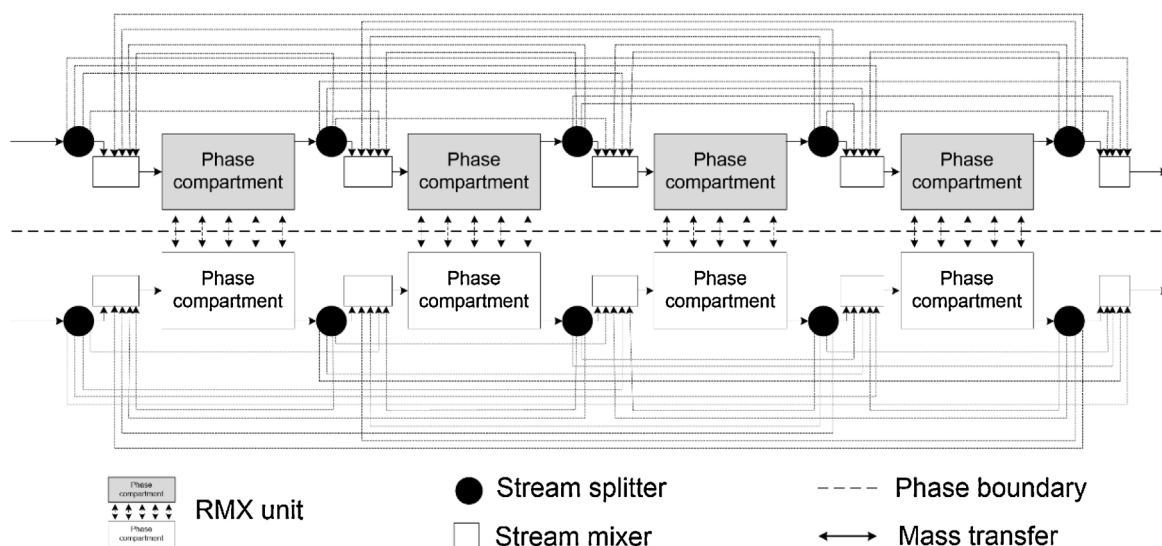 Phase
compartment
Phase
compartment
Phase
compartment
Phase
compartment
Phase
compartment
Phase
compartment
Phase
compartment
Phase
compartment
Phase
compartment
Phase
compartment
RMX unit
Stream splitter
Stream mixer
Phase boundary
Mass transfer